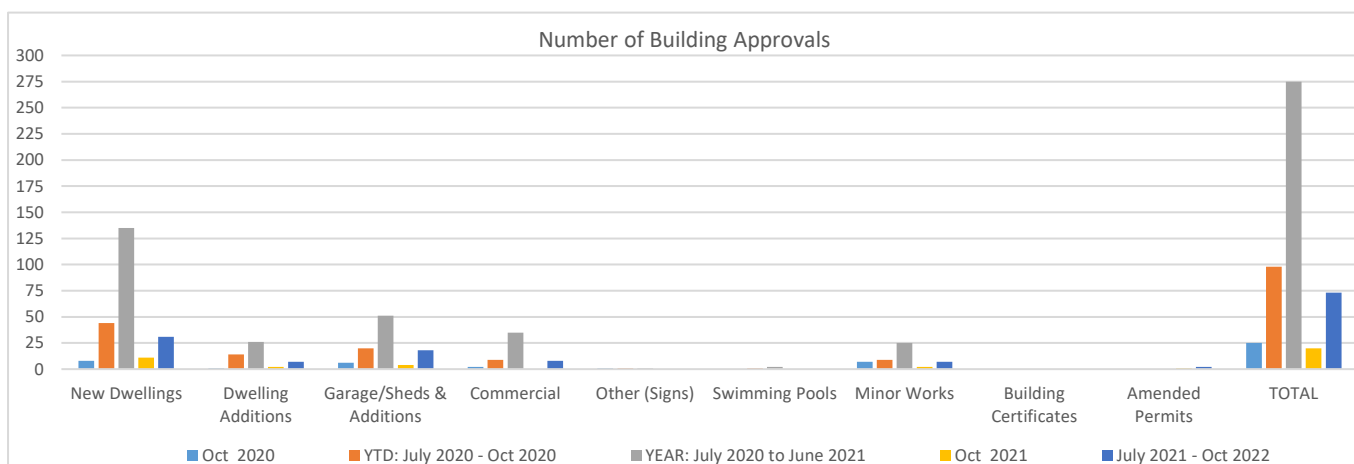 Number of Building Approvals
300
275
250
225
200
175
150
125
100
75
50
25
0
New Dwellings
Dwelling
Additions
Garage/Sheds &
Additions
Commercial
Other (Signs)
Swimming Pools
Minor Works
Building
Certificates
Amended
Permits
TOTAL
Oct 2020
YTD: July 2020 - Oct 2020
YEAR: July 2020 to June 2021
Oct 2021
July 2021 - Oct 2022